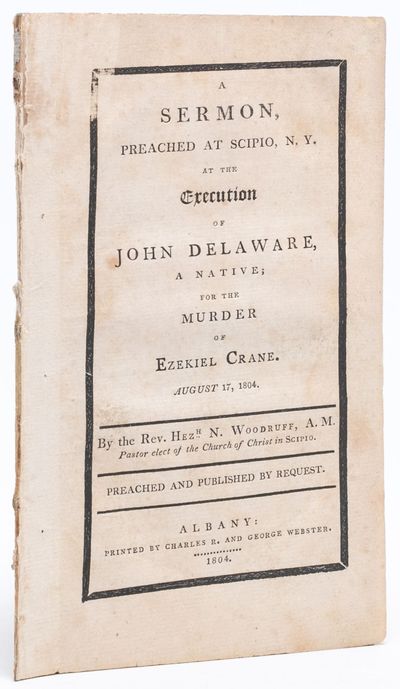 A
SERMON,
PREACHED AT SCIPIO, N. Y.
AT THE
Execution
OF
JOHN DELAWARE,
A NATIVE;
FOR THE
MURDER
OF
EZEKIEL CRANE.
AUGUST 17, 1804.
By the Rev. HEZH N. WOODRUFF, A. M.
Pastor elect of the Church of Christ in SCIPIO.
PREACHED AND PUBLISHED BY REQUEST.
ALBANY:
PRINTED BY CHARLES R. AND GEORGE WEBSTER.
1804.